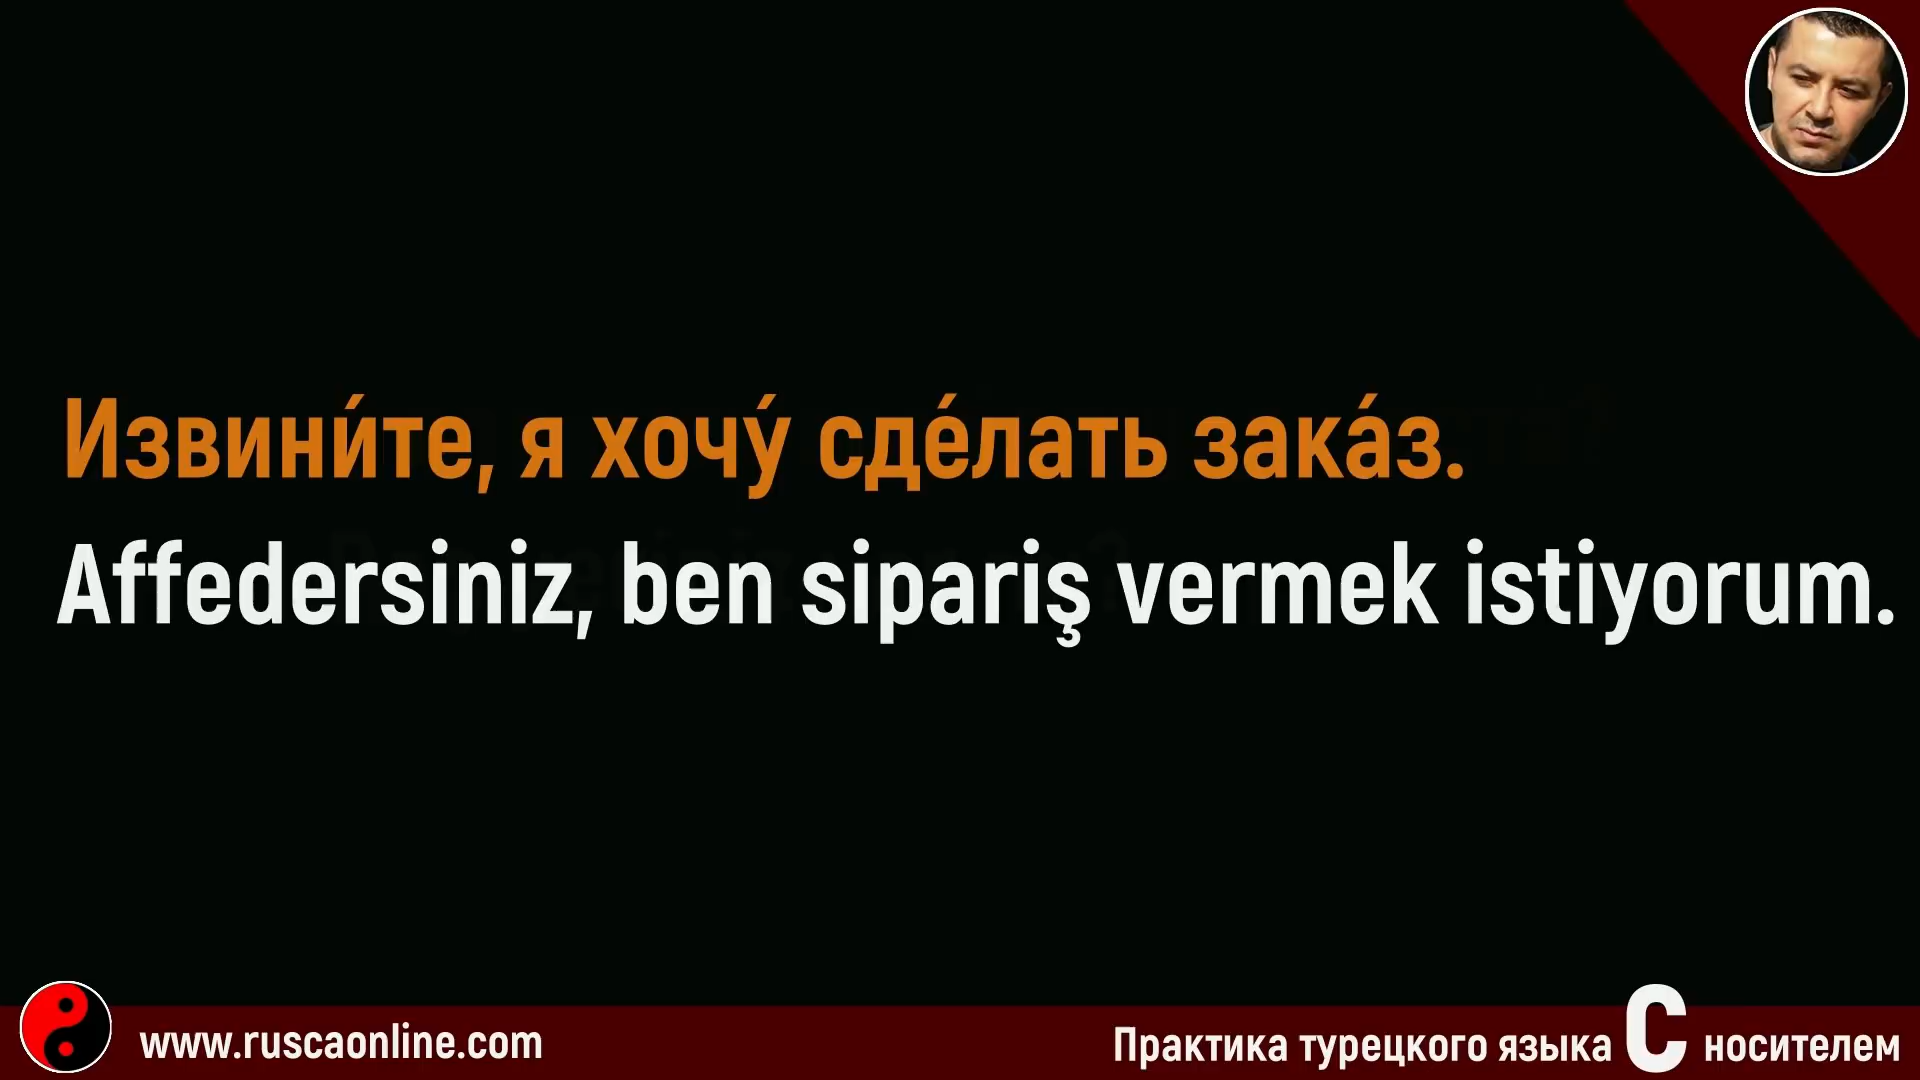 Извини́те, я хочу́ сде́лать зака́з.
Affedersiniz, ben sipariş vermek istiyorum.
www.ruscaonline.com
Практика турецкого языка С носителем